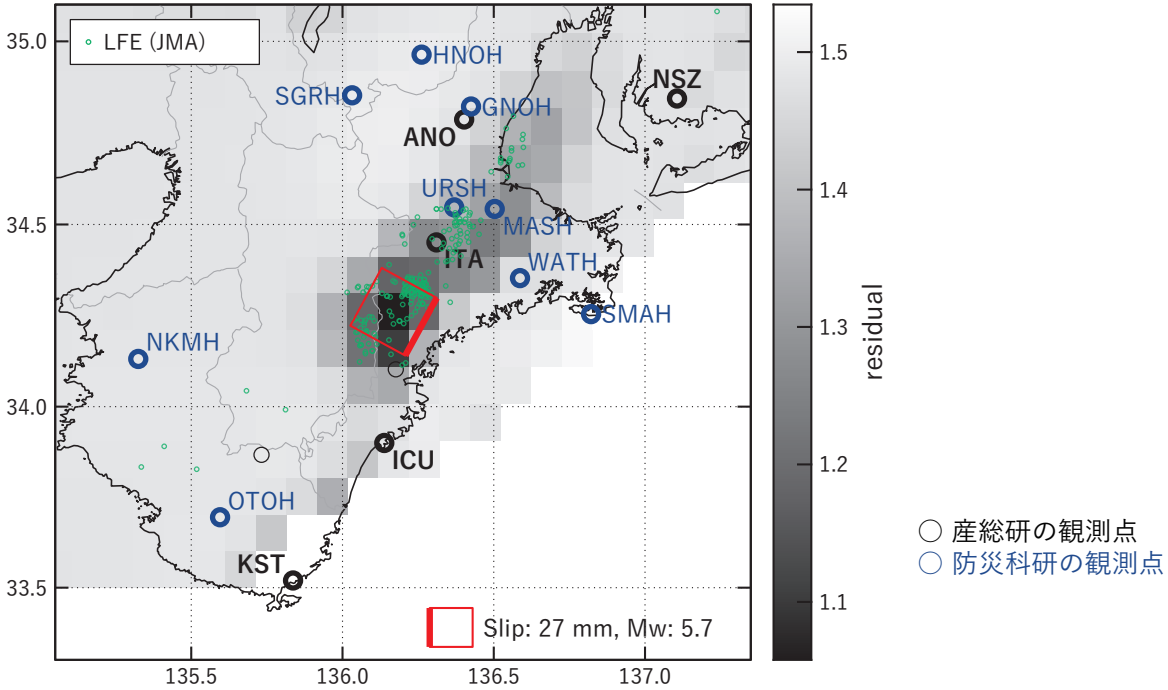 LFE (JMA)
35.0
34.5
34.0
33.5
135.5
136.0
136.5
137.0
HNOH
SGRH
GNOH
ANO
NSZ
URSH
MASH
ITA
WATH
SMAH
NKMH
ICU
OTOH
KST
Slip: 27 mm, Mw: 5.7
1.5
1.4
1.3
1.2
1.1
residual
産総研の観測点
防災科研の観測点